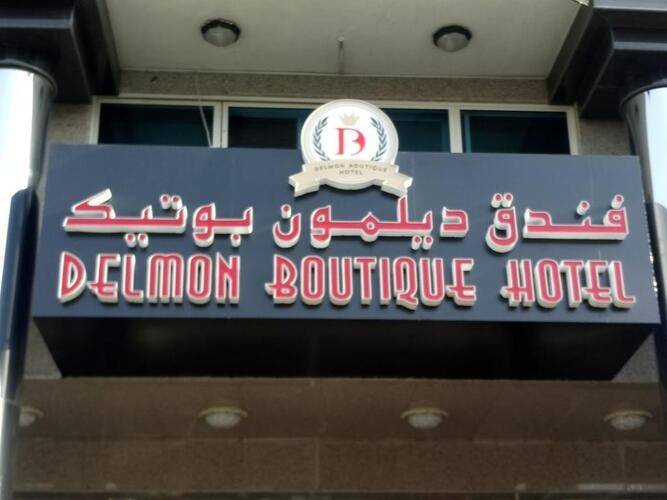 B
DELMON BOUTIQUE
HOTEL
فندق ديلمون بوتيك
DELMON BOUTIQUE HOTEL